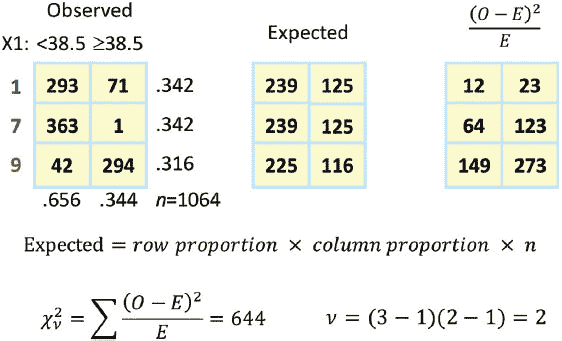 Observed
X1: <38.5 ≥38.5
Expected
(O − E)²
E
1 293 71 .342 239 125 12 23
7 363 1 .342 239 125 64 123
9 42 294 .316 225 116 149 273
.656 .344 n=1064
Expected = row proportion × column proportion × n
χ²ᵥ = ∑ (O − E)² / E = 644 ν = (3 − 1)(2 − 1) = 2